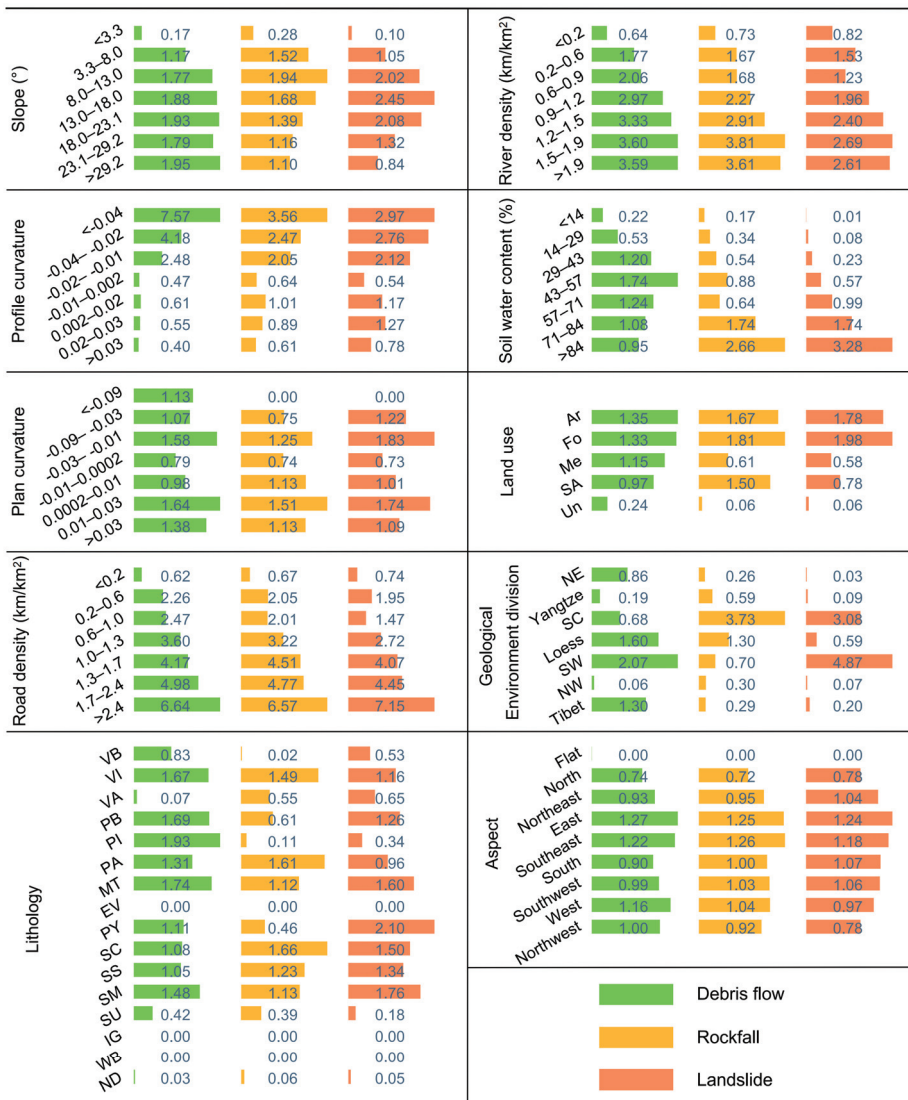 Slope (°)
<3.3 0.17 0.28 0.10
3.3–8.0 1.17 1.52 1.05
8.0–13.0 1.77 1.94 2.02
13.0–18.0 1.88 1.68 2.45
18.0–23.1 1.93 1.39 2.08
23.1–29.2 1.79 1.16 1.32
>29.2 1.95 1.10 0.84
River density (km/km²)
<0.2 0.64 0.73 0.82
0.2–0.6 1.77 1.67 1.53
0.6–0.9 2.06 1.68 1.23
0.9–1.2 2.97 2.27 1.96
1.2–1.5 3.33 2.91 2.40
1.5–1.9 3.60 3.81 2.69
>1.9 3.59 3.61 2.61
Profile curvature
<-0.04 7.57 3.56 2.97
-0.04– -0.02 4.18 2.47 2.76
-0.02– -0.01 2.48 2.05 2.12
-0.01–0.002 0.47 0.64 0.54
0.002–0.02 0.61 1.01 1.17
0.02–0.03 0.55 0.89 1.27
>0.03 0.40 0.61 0.78
Soil water content (%)
<14 0.22 0.17 0.01
14–29 0.53 0.34 0.08
29–43 1.20 0.54 0.23
43–57 1.74 0.88 0.57
57–71 1.24 0.64 0.99
71–84 1.08 1.74 1.74
>84 0.95 2.66 3.28
Plan curvature
<-0.09 1.13 0.00 0.00
-0.09– -0.03 1.07 0.75 1.22
-0.03– -0.01 1.58 1.25 1.83
-0.01–0.0002 0.79 0.74 0.73
0.0002–0.01 0.98 1.13 1.01
0.01–0.03 1.64 1.51 1.74
>0.03 1.38 1.13 1.09
Land use
Ar 1.35 1.67 1.78
Fo 1.33 1.81 1.98
Me 1.15 0.61 0.58
SA 0.97 1.50 0.78
Un 0.24 0.06 0.06
Road density (km/km²)
<0.2 0.62 0.67 0.74
0.2–0.6 2.26 2.05 1.95
0.6–1.0 2.47 2.01 1.47
1.0–1.3 3.60 3.22 2.72
1.3–1.7 4.17 4.51 4.07
1.7–2.4 4.98 4.77 4.45
>2.4 6.64 6.57 7.15
Geological
Environment division
NE 0.86 0.26 0.03
Yangtze 0.19 0.59 0.09
SC 0.68 3.73 3.08
Loess 1.60 1.30 0.59
SW 2.07 0.70 4.87
NW 0.06 0.30 0.07
Tibet 1.30 0.29 0.20
Lithology
VB 0.83 0.02 0.53
VI 1.67 1.49 1.16
VA 0.07 0.55 0.65
PB 1.69 0.61 1.26
PI 1.93 0.11 0.34
PA 1.31 1.61 0.96
MT 1.74 1.12 1.60
EV 0.00 0.00 0.00
PY 1.11 0.46 2.10
SC 1.08 1.66 1.50
SS 1.05 1.23 1.34
SM 1.48 1.13 1.76
SU 0.42 0.39 0.18
IG 0.00 0.00 0.00
WB 0.00 0.00 0.00
ND 0.03 0.06 0.05
Aspect
Flat 0.00 0.00 0.00
North 0.74 0.72 0.78
Northeast 0.93 0.95 1.04
East 1.27 1.25 1.24
Southeast 1.22 1.26 1.18
South 0.90 1.00 1.07
Southwest 0.99 1.03 1.06
West 1.16 1.04 0.97
Northwest 1.00 0.92 0.78
Debris flow
Rockfall
Landslide